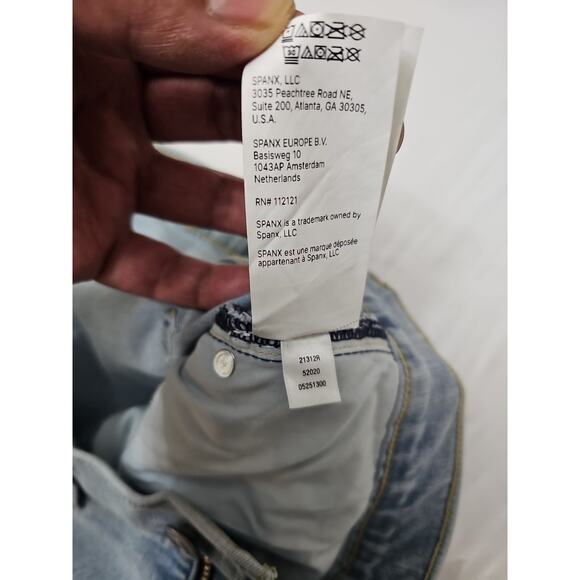 SPANX, LLC
3035 Peachtree Road NE,
Suite 200, Atlanta, GA 30305,
U.S.A.
SPANX EUROPE B.V.
Basisweg 10
1043AP Amsterdam
Netherlands
RN# 112121
SPANX is a trademark owned by
Spanx, LLC
SPANX est une marque déposée
appartenant à Spanx, LLC
21312R
52020
05251300